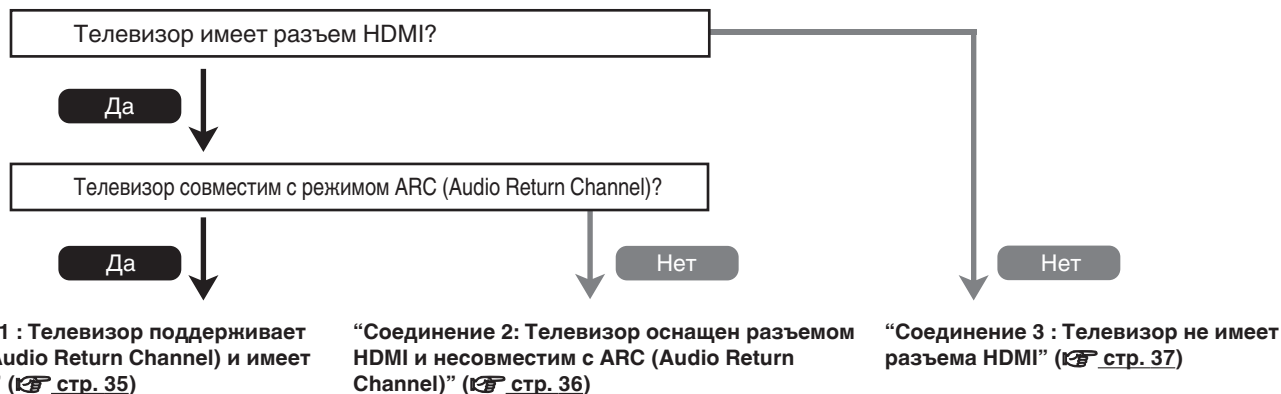 Телевизор имеет разъем HDMI?
Да
Телевизор совместим с режимом ARC (Audio Return Channel)?
Да
Нет
Нет
1 : Телевизор поддерживает
Audio Return Channel) и имеет
” (стр. 35)
“Соединение 2: Телевизор оснащен разъемом
HDMI и несовместим с ARC (Audio Return
Channel)” (стр. 36)
“Соединение 3 : Телевизор не имеет
разъема HDMI” (стр. 37)